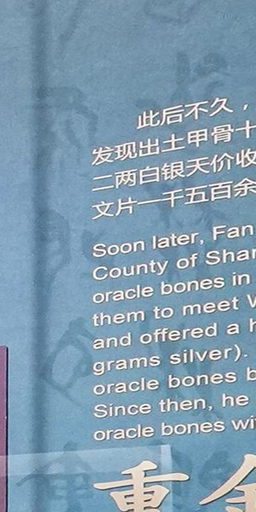 此后不久，
发现出土甲骨十
二两白银天价收
文片一千五百余
Soon later, Fan
County of Shan
oracle bones in
them to meet W
and offered a h
grams silver).
oracle bones b
Since then, he
oracle bones wi
重金